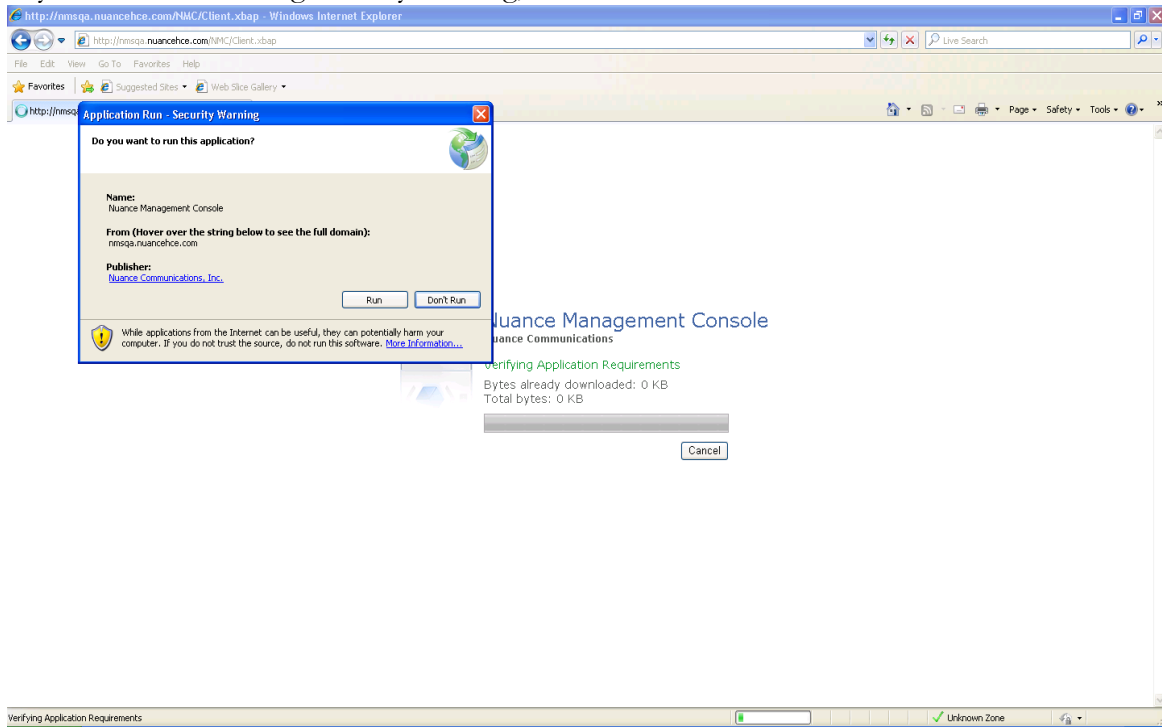 http://nmsqa.nuancehce.com/NMC/Client.xbap - Windows Internet Explorer
http://nmsqa.nuancehce.com/NMC/Client.xbap
Live Search
File Edit View Go To Favorites Help
Favorites Suggested Sites Web Slice Gallery
http://nmsqa
Page Safety Tools
Application Run - Security Warning
Do you want to run this application?
Name:
Nuance Management Console
From (Hover over the string below to see the full domain):
nmsqa.nuancehce.com
Publisher:
Nuance Communications, Inc.
Run Don't Run
While applications from the Internet can be useful, they can potentially harm your
computer. If you do not trust the source, do not run this software. More Information...
uance Management Console
uance Communications
Verifying Application Requirements
Bytes already downloaded: 0 KB
Total bytes: 0 KB
Cancel
Verifying Application Requirements
Unknown Zone